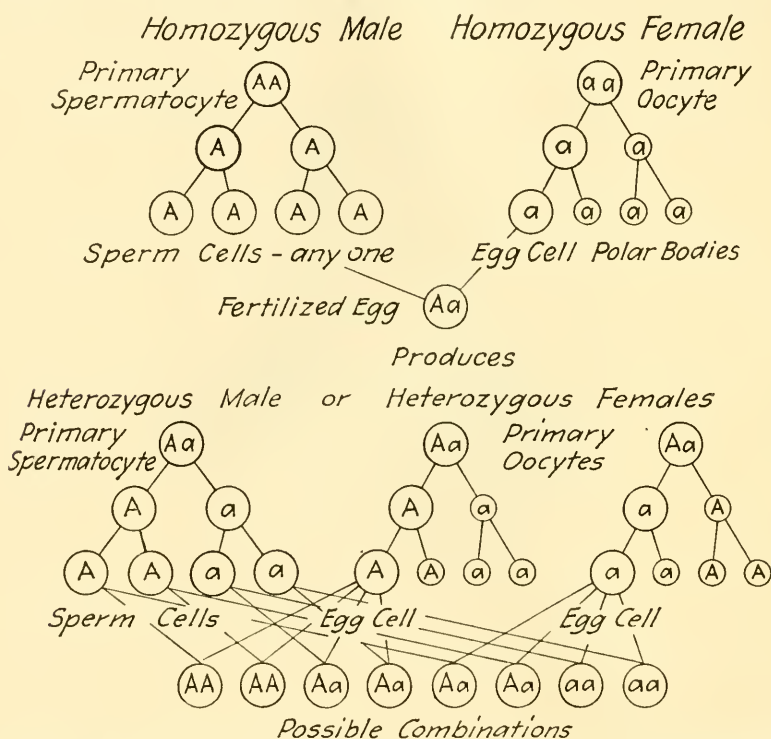 Homozygous Male Homozygous Female
Primary Spermatocyte AA aa Primary Oocyte
A A a a
A A A A a a a a
Sperm Cells - any one Egg Cell Polar Bodies
Fertilized Egg Aa
Produces
Heterozygous Male or Heterozygous Females
Primary Spermatocyte Aa Aa Primary Oocytes Aa
A a A a a A
A A a a A A a a a a A A
Sperm Cells Egg Cell Egg Cell
AA AA Aa Aa Aa Aa aa aa
Possible Combinations